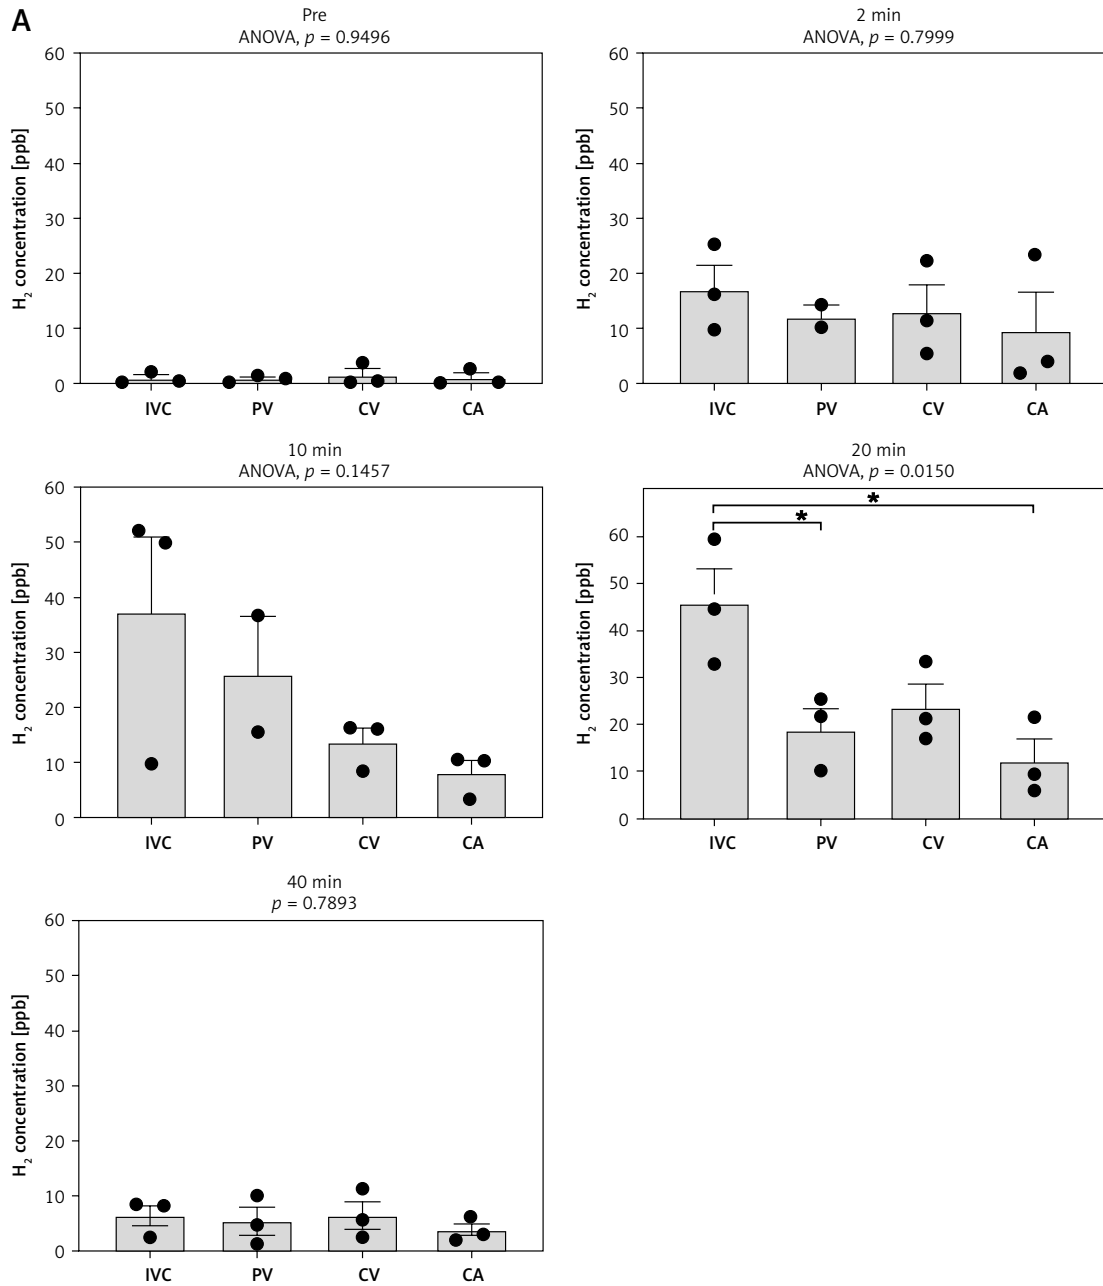 A
Pre
ANOVA, p = 0.9496
H2 concentration [ppb]
60
50
40
30
20
10
0
IVC PV CV CA
2 min
ANOVA, p = 0.7999
H2 concentration [ppb]
60
50
40
30
20
10
0
IVC PV CV CA
10 min
ANOVA, p = 0.1457
H2 concentration [ppb]
60
50
40
30
20
10
0
IVC PV CV CA
20 min
ANOVA, p = 0.0150
H2 concentration [ppb]
*
*
60
50
40
30
20
10
0
IVC PV CV CA
40 min
p = 0.7893
H2 concentration [ppb]
60
50
40
30
20
10
0
IVC PV CV CA